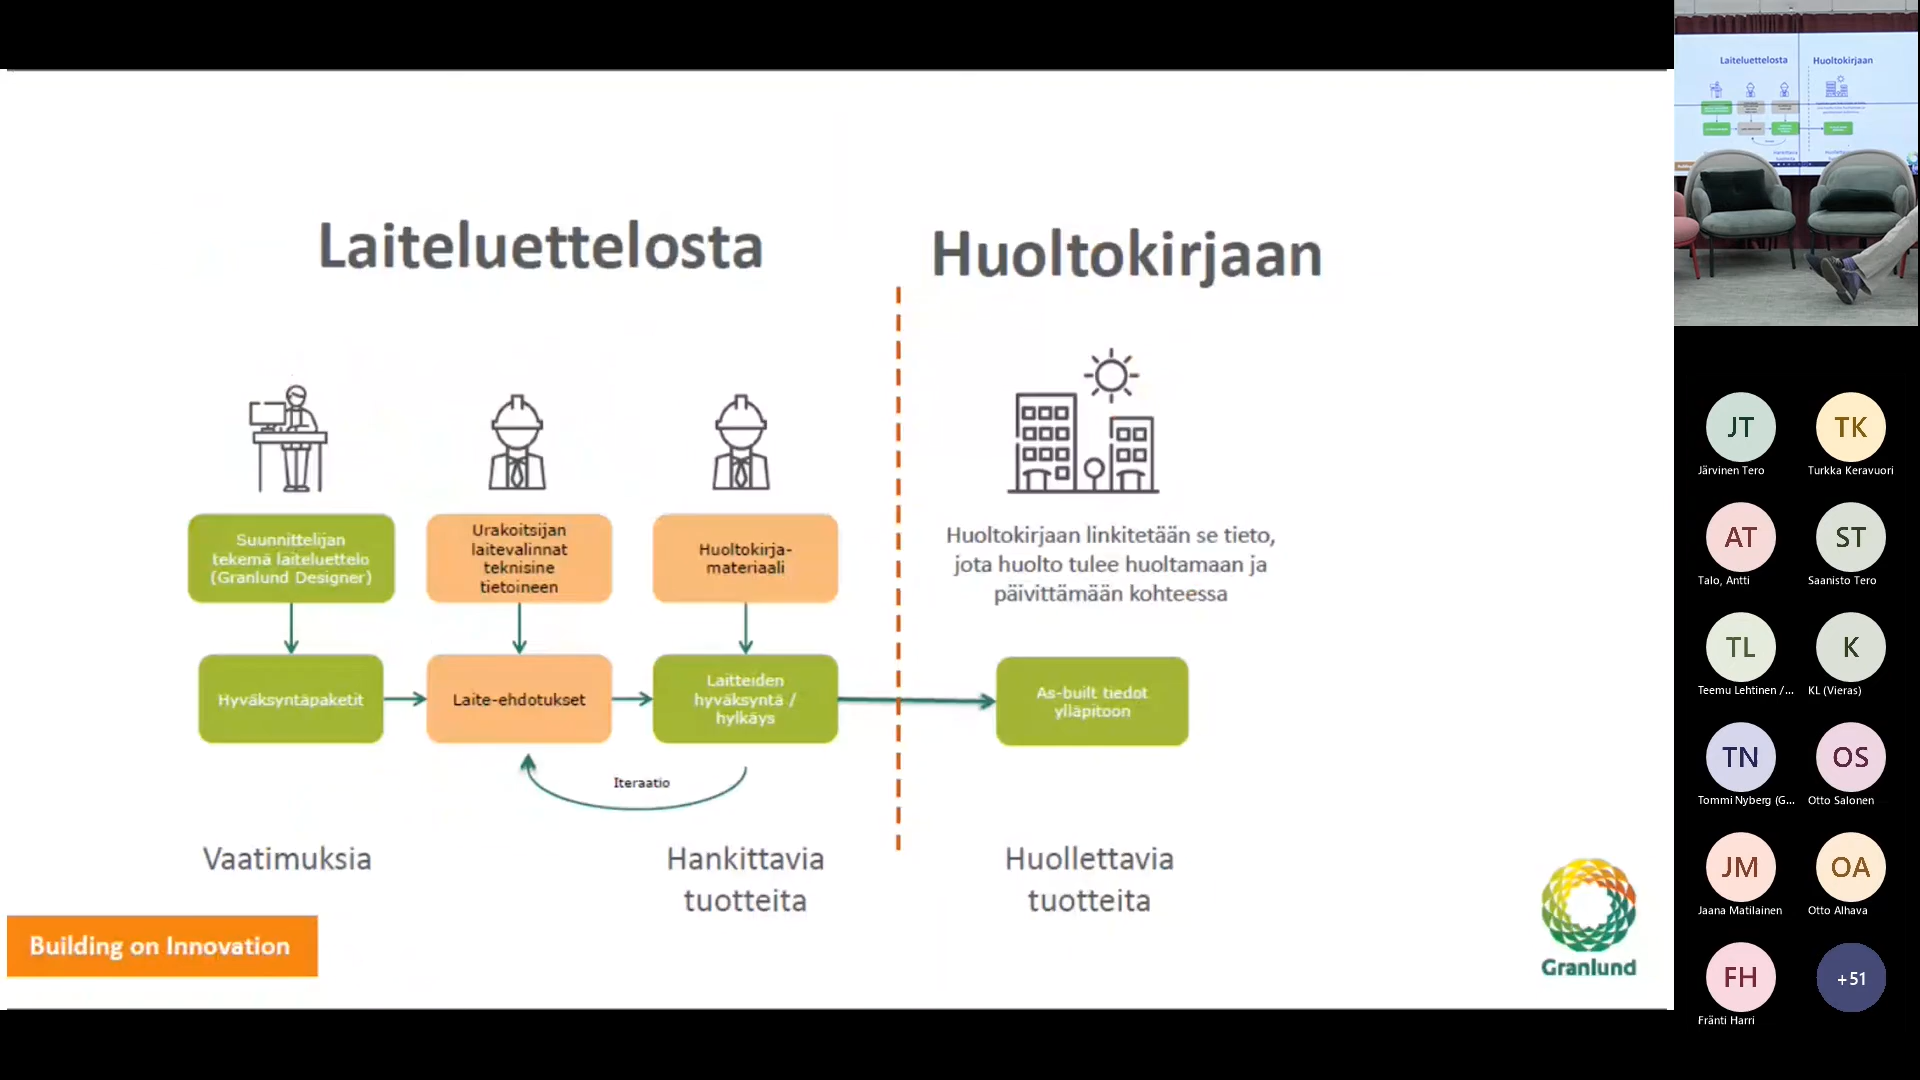 Laiteluettelosta
Huoltokirjaan
Suunnittelijan
tekemä laiteluettelo
(Granlund Designer)
Urakoitsijan
laitevalinnat
teknisine
tietoineen
Huoltokirja-
materiaali
Huoltokirjaan linkitetään se tieto,
jota huolto tulee huoltamaan ja
päivittämään kohteessa
Hyväksyntäpaketit
Laite-ehdotukset
Laitteiden
hyväksyntä /
hylkäys
As-built tiedot
ylläpitoon
Iteraatio
Vaatimuksia
Hankittavia
tuotteita
Huollettavia
tuotteita
Building on Innovation
Granlund
Laiteluettelosta
Huoltokirjaan
JT
Järvinen Tero
TK
Turkka Keravuori
AT
Talo, Antti
ST
Saanisto Tero
TL
Teemu Lehtinen /...
K
KL (Vieras)
TN
Tommi Nyberg (G...
OS
Otto Salonen
JM
Jaana Matilainen
OA
Otto Alhava
FH
Fränti Harri
+51